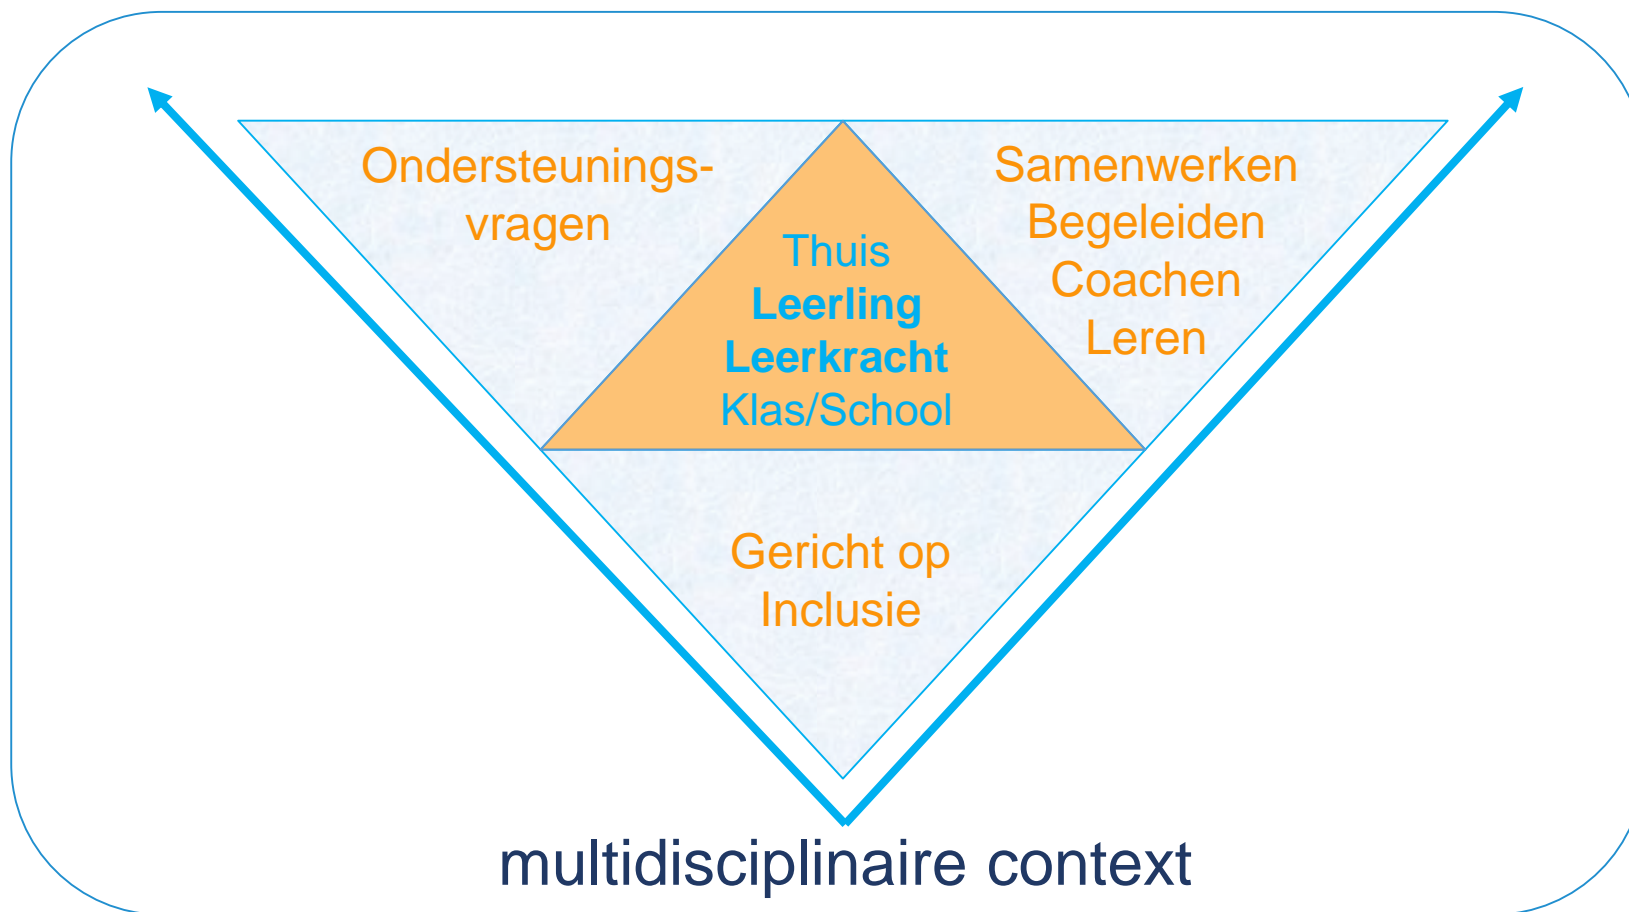 Ondersteunings-
vragen
Samenwerken
Begeleiden
Coachen
Leren
Thuis
Leerling
Leerkracht
Klas/School
Gericht op
Inclusie
multidisciplinaire context